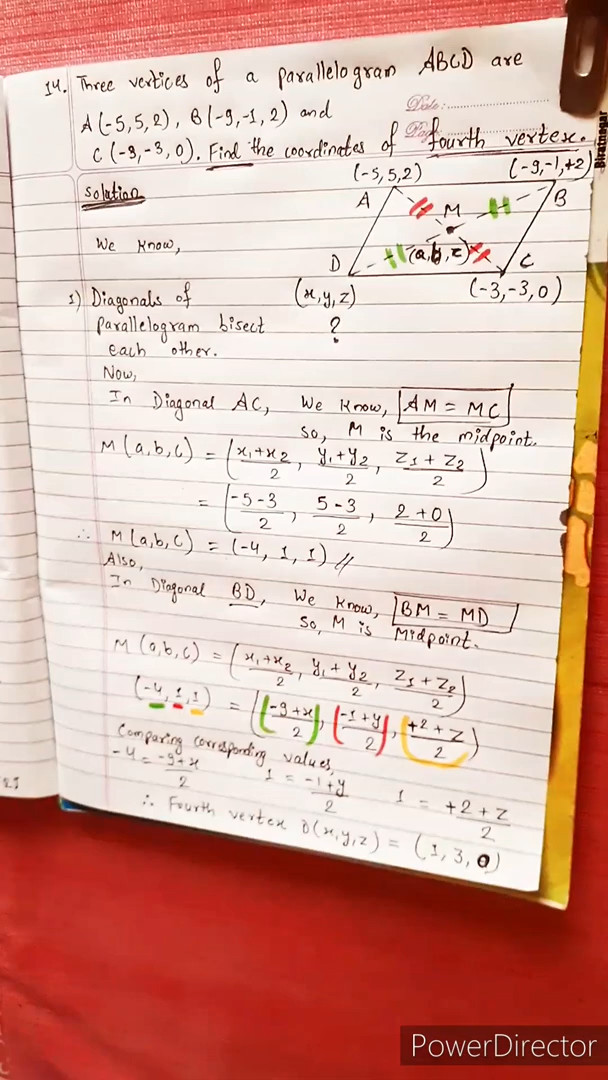 14. Three vertices of a parallelogram ABCD are
A(-5,5,2), B(-9,-1,2) and
Date:
Page:
C(-3,-3,0). Find the coordinates of fourth vertex.
Biratnagar
Solution
(-5,5,2) (-9,-1,+2)
A M B
We Know,
D (a,b,c) C
(x,y,z) (-3,-3,0)
?
1) Diagonals of
parallelogram bisect
each other.
Now,
In Diagonal AC, We know, AM = MC
so, M is the midpoint.
M(a,b,c) = (x₁+x₂/2, y₁+y₂/2, z₁+z₂/2)
= (-5-3/2, 5-3/2, 2+0/2)
∴ M(a,b,c) = (-4, 1, 1) //
Also,
In Diagonal BD, We know, BM = MD
So, M is Midpoint.
M(a,b,c) = (x₁+x₂/2, y₁+y₂/2, z₁+z₂/2)
(-4, 1, 1) = ((-9+x/2), (-1+y/2), (+2+z/2))
Comparing corresponding values,
-4 = -9+x/2 1 = -1+y/2 1 = +2+z/2
∴ Fourth vertex D(x,y,z) = (1, 3, 0)
PowerDirector